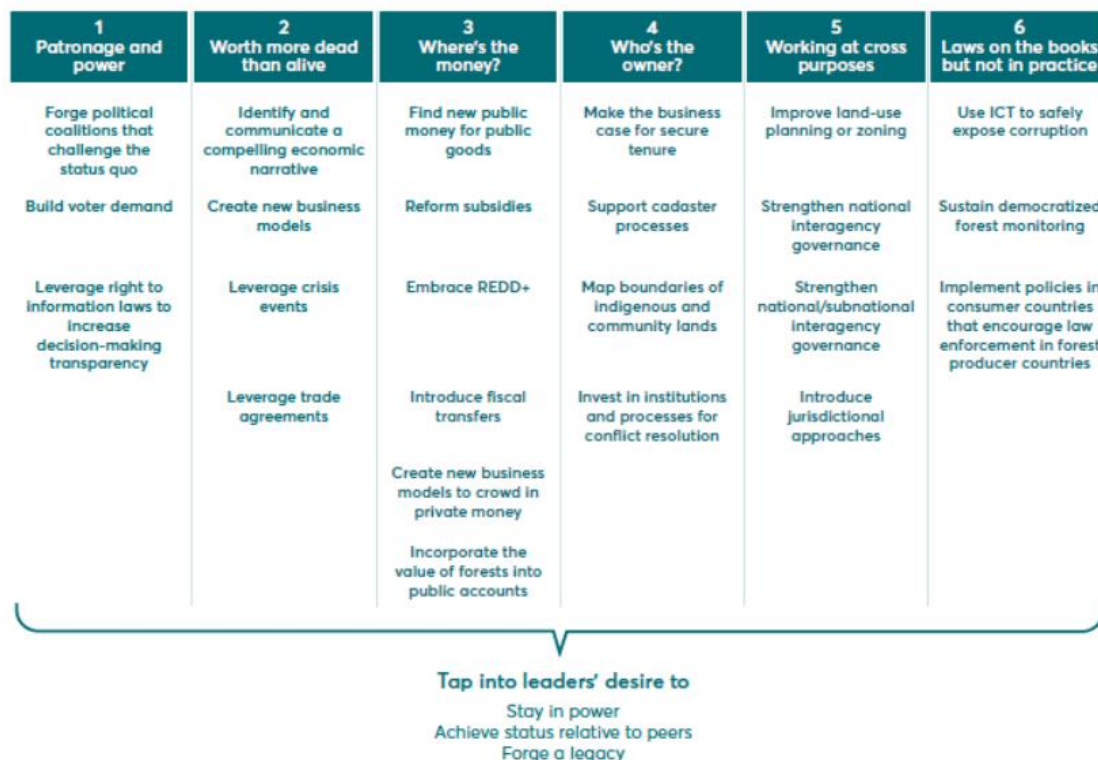 1
Patronage and
power
Forge political
coalitions that
challenge the
status quo
Build voter demand
Leverage right to
information laws to
increase
decision-making
transparency
2
Worth more dead
than alive
Identify and
communicate a
compelling economic
narrative
Create new business
models
Leverage crisis
events
Leverage trade
agreements
3
Where's the
money?
Find new public
money for public
goods
Reform subsidies
Embrace REDD+
Introduce fiscal
transfers
Create new business
models to crowd in
private money
Incorporate the
value of forests into
public accounts
4
Who's the
owner?
Make the business
case for secure
tenure
Support cadaster
processes
Map boundaries of
indigenous and
community lands
Invest in institutions
and processes for
conflict resolution
5
Working at cross
purposes
Improve land-use
planning or zoning
Strengthen national
interagency
governance
Strengthen
national/subnational
interagency
governance
Introduce
jurisdictional
approaches
6
Laws on the books
but not in practice
Use ICT to safely
expose corruption
Sustain democratized
forest monitoring
Implement policies in
consumer countries
that encourage law
enforcement in forest
producer countries
Tap into leaders' desire to
Stay in power
Achieve status relative to peers
Forge a legacy